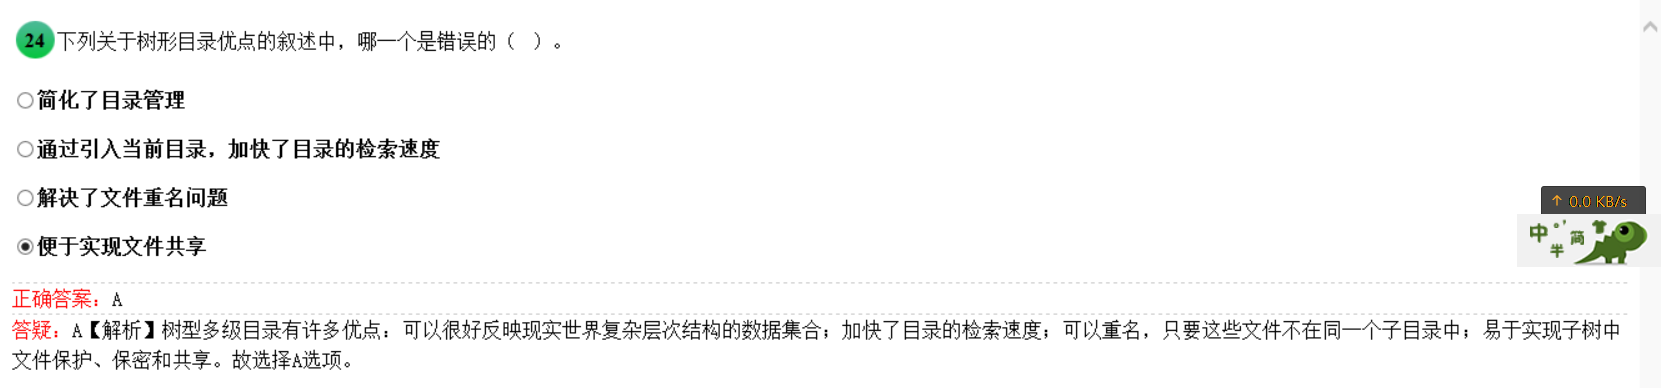 24 下列关于树形目录优点的叙述中，哪一个是错误的（　）。
简化了目录管理
通过引入当前目录，加快了目录的检索速度
解决了文件重名问题
便于实现文件共享
↑ 0.0 KB/s
中 °’ 半 简
正确答案：A
答疑：A【解析】树型多级目录有许多优点：可以很好反映现实世界复杂层次结构的数据集合；加快了目录的检索速度；可以重名，只要这些文件不在同一个子目录中；易于实现子树中
文件保护、保密和共享。故选择A选项。